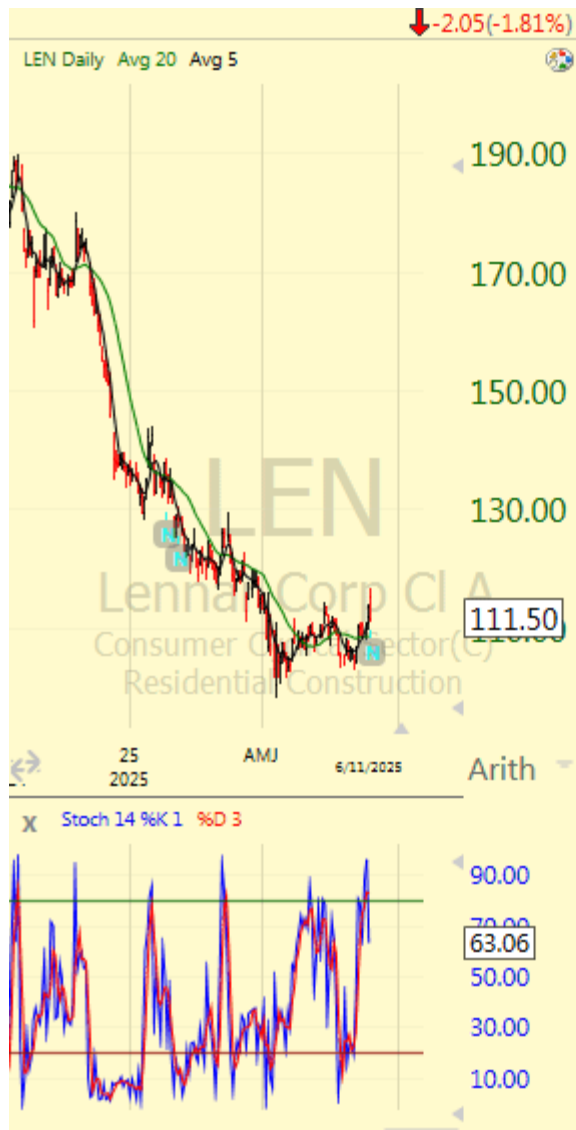 -2.05(-1.81%)
LEN Daily Avg 20 Avg 5
190.00
170.00
150.00
130.00
LEN
Lennar Corp Cl A
111.50
Residential Construction
N
N
N
25
2025
AMJ
6/11/2025
Arith
X Stoch 14 %K 1 %D 3
90.00
63.06
50.00
30.00
10.00